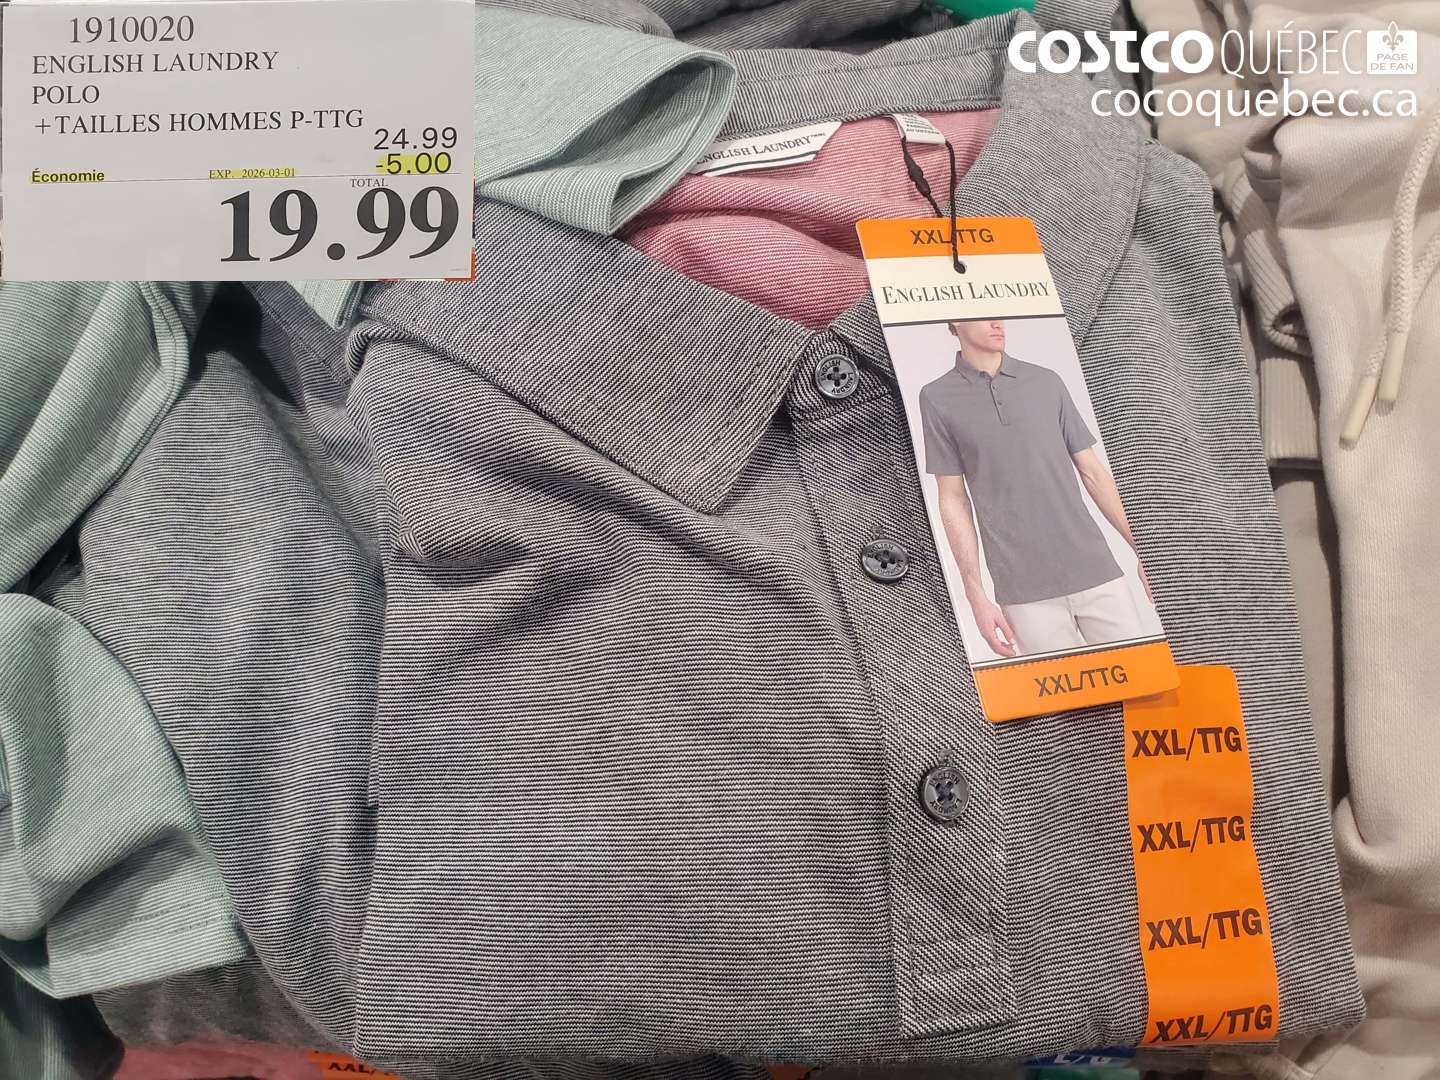 1910020
ENGLISH LAUNDRY
POLO
+TAILLES HOMMES P-TTG
24.99
-5.00
Économie
EXP. 2026-03-01
TOTAL
19.99
COSTCO QUÉBEC
PAGE
DE FAN
cocoquebec.ca
ENGLISH LAUNDRY
XXL/TTG
ENGLISH LAUNDRY
XXL/TTG
XXL/TTG
XXL/TTG
XXL/TTG
XXL/TTG